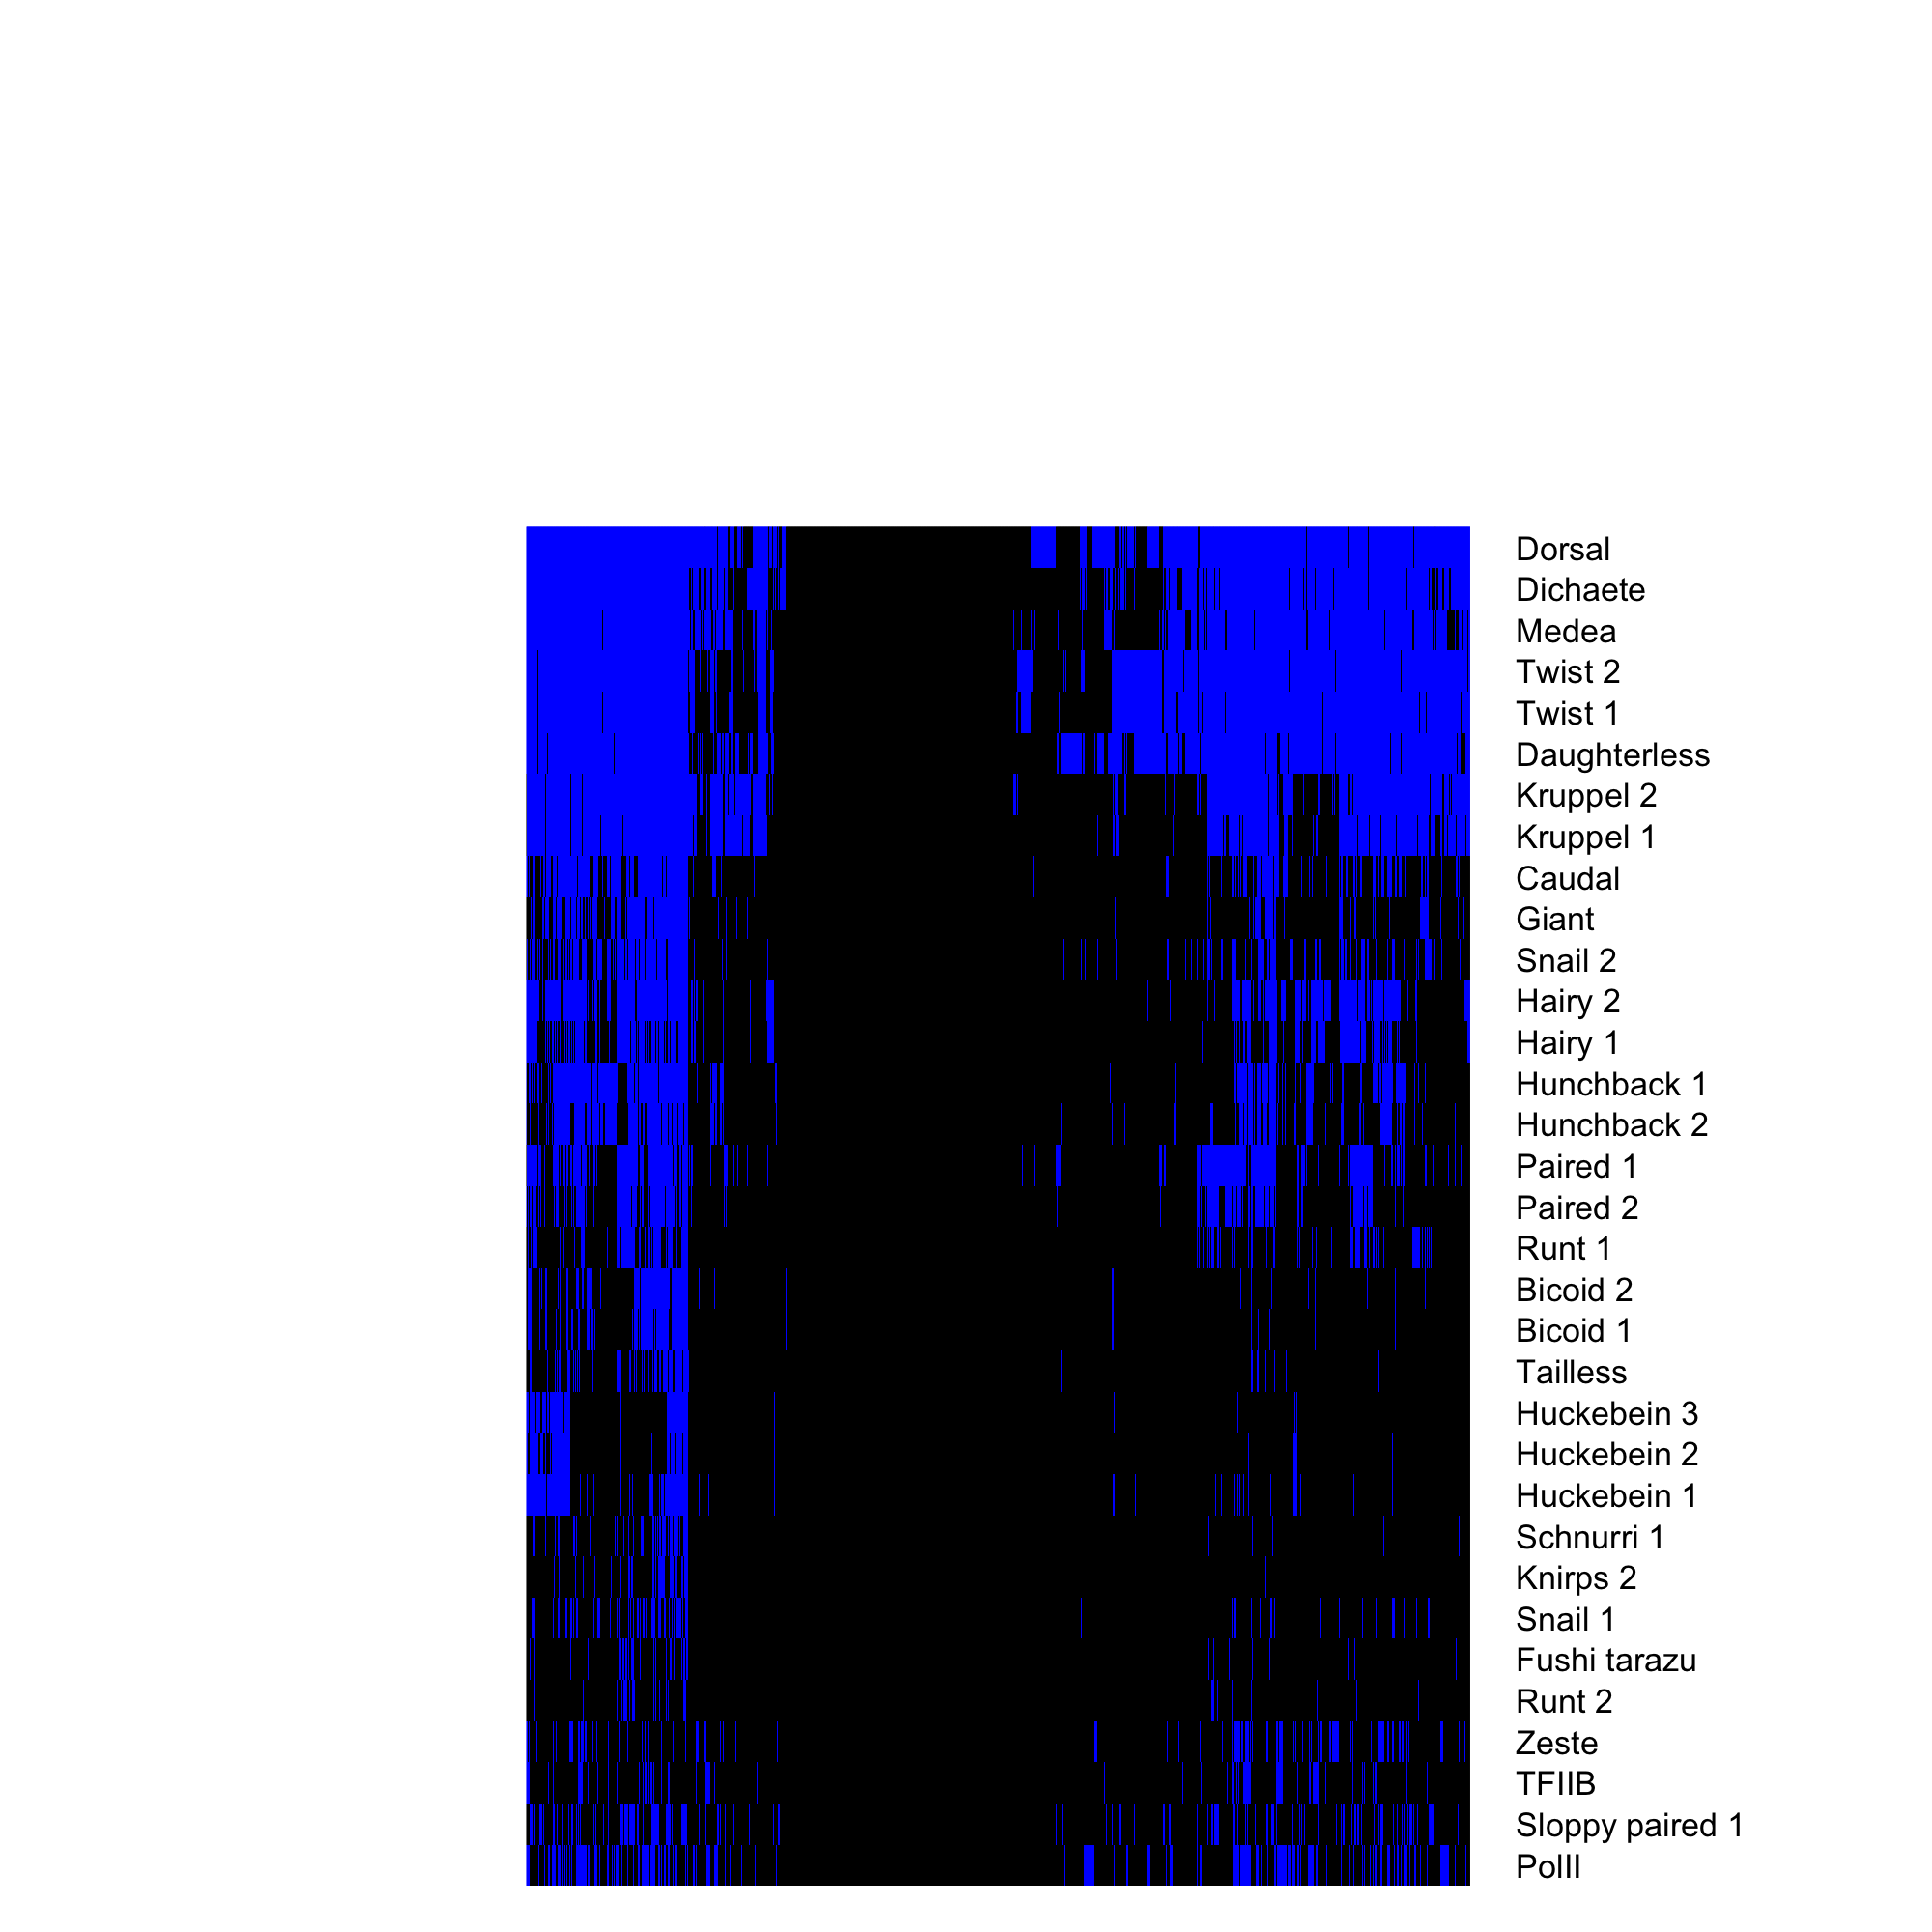 Dorsal
Dichaete
Medea
Twist 2
Twist 1
Daughterless
Kruppel 2
Kruppel 1
Caudal
Giant
Snail 2
Hairy 2
Hairy 1
Hunchback 1
Hunchback 2
Paired 1
Paired 2
Runt 1
Bicoid 2
Bicoid 1
Tailless
Huckebein 3
Huckebein 2
Huckebein 1
Schnurri 1
Knirps 2
Snail 1
Fushi tarazu
Runt 2
Zeste
TFIIB
Sloppy paired 1
PolII